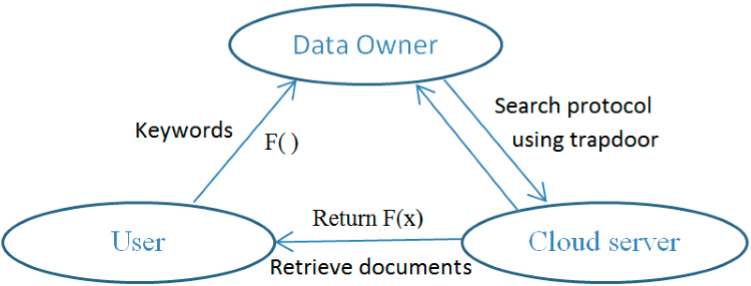 Data Owner
Search protocol
using trapdoor
Keywords
F( )
Return F(x)
User
Cloud server
Retrieve documents